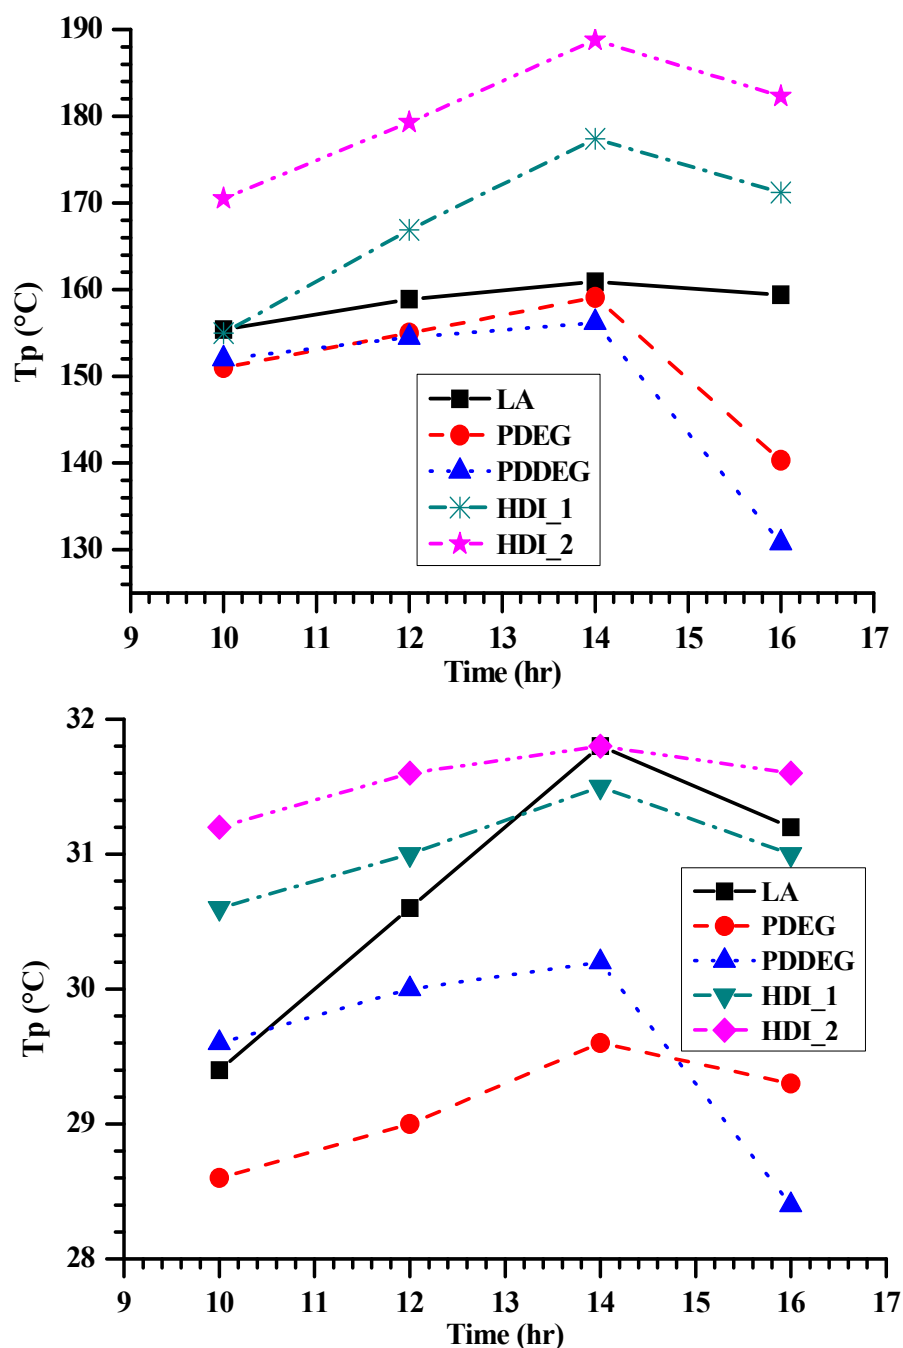 190
180
170
160
150
140
130
Tp (°C)
LA
PDEG
PDDEG
HDI_1
HDI_2
9 10 11 12 13 14 15 16 17
Time (hr)
32
31
30
29
28
Tp (°C)
LA
PDEG
PDDEG
HDI_1
HDI_2
9 10 11 12 13 14 15 16 17
Time (hr)